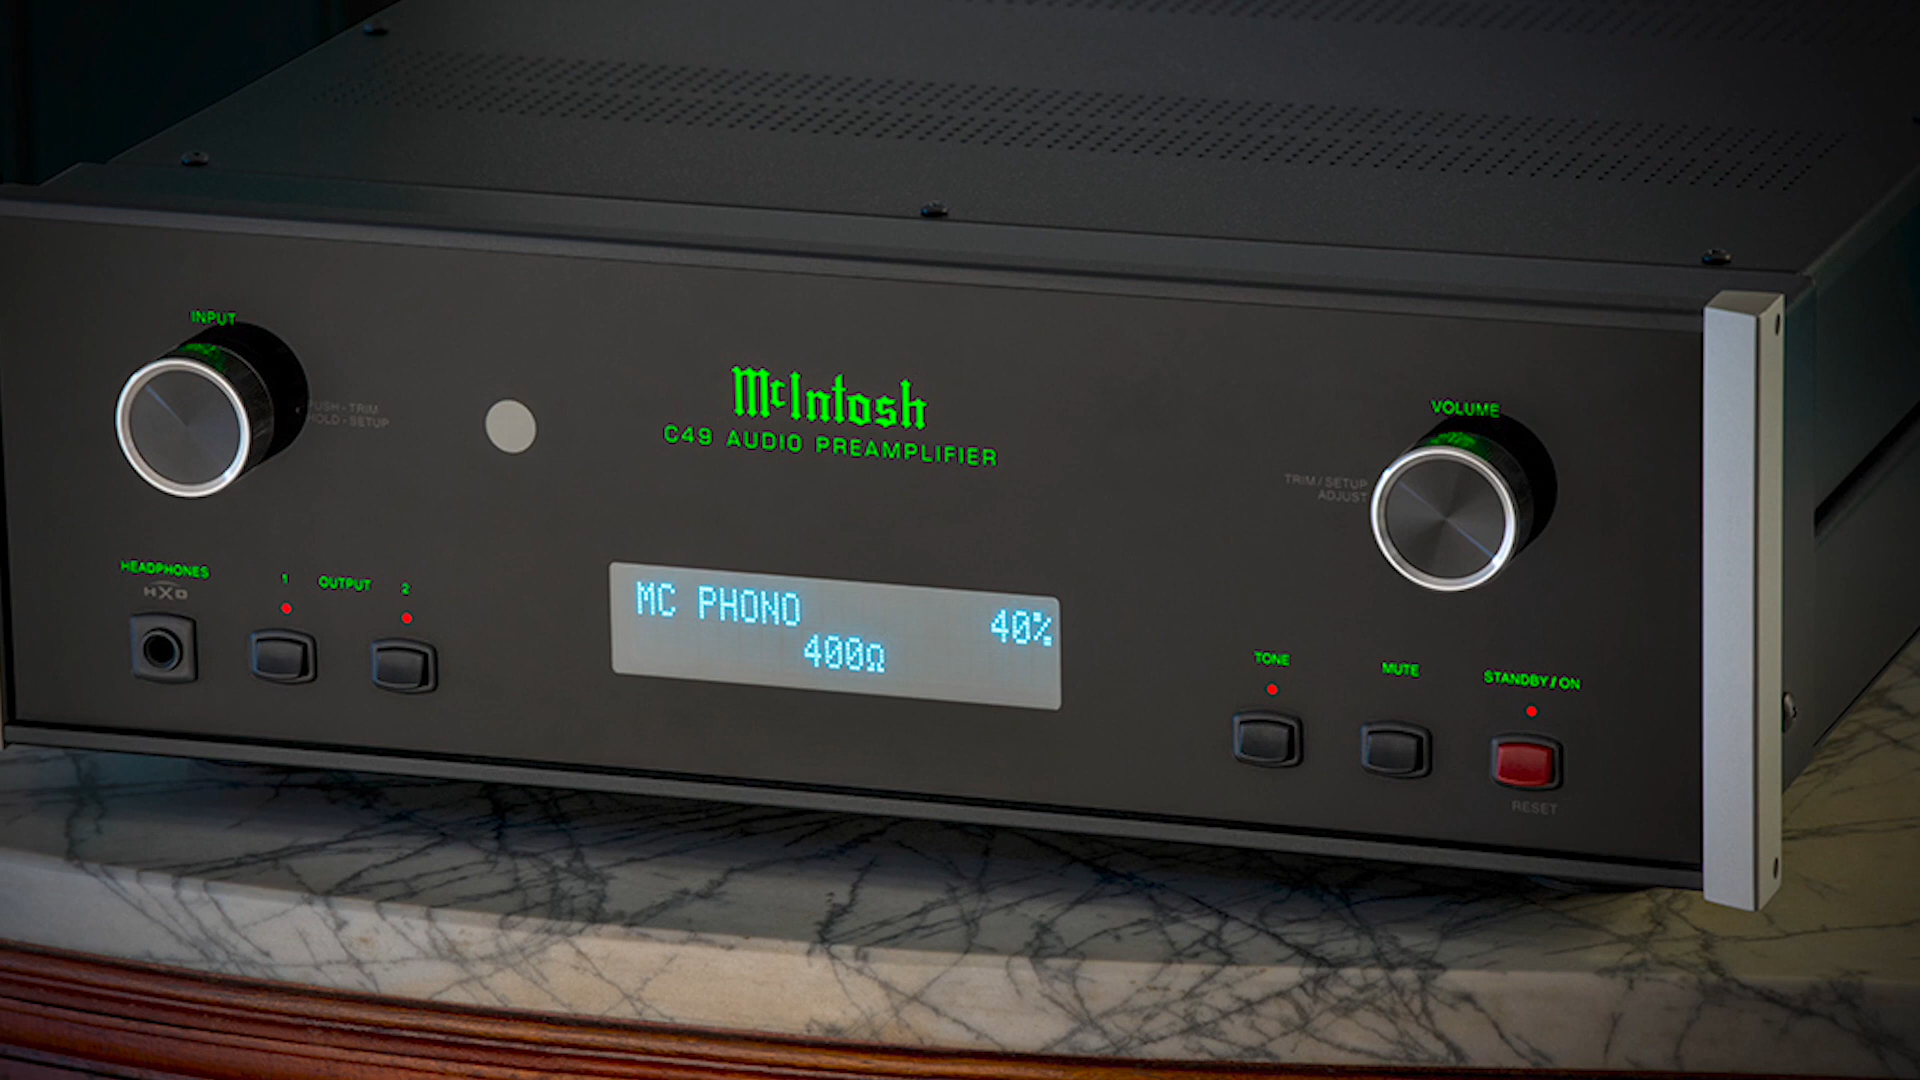 INPUT
PUSH - TRIM
HOLD - SETUP
McIntosh
C49 AUDIO PREAMPLIFIER
VOLUME
TRIM / SETUP
ADJUST
HEADPHONES
HXD
1 OUTPUT 2
MC PHONO 40%
400Ω
TONE
MUTE
STANDBY / ON
RESET